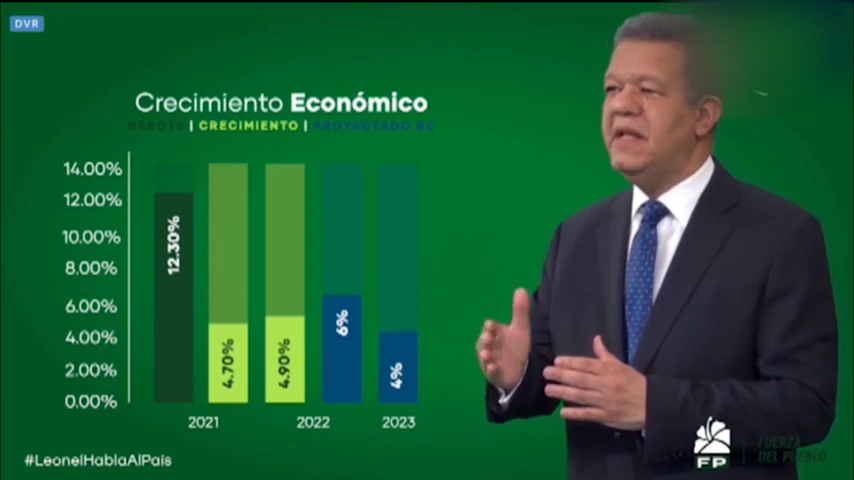 DVR
Crecimiento Económico
REBOTE | CRECIMIENTO | PROYECTADO BC
14.00%
12.00%
10.00%
8.00%
6.00%
4.00%
2.00%
0.00%
12.30%
4.70%
4.90%
6%
4%
2021 2022 2023
#LeonelHablaAlPaís
FP
FUERZA
DEL PUEBLO